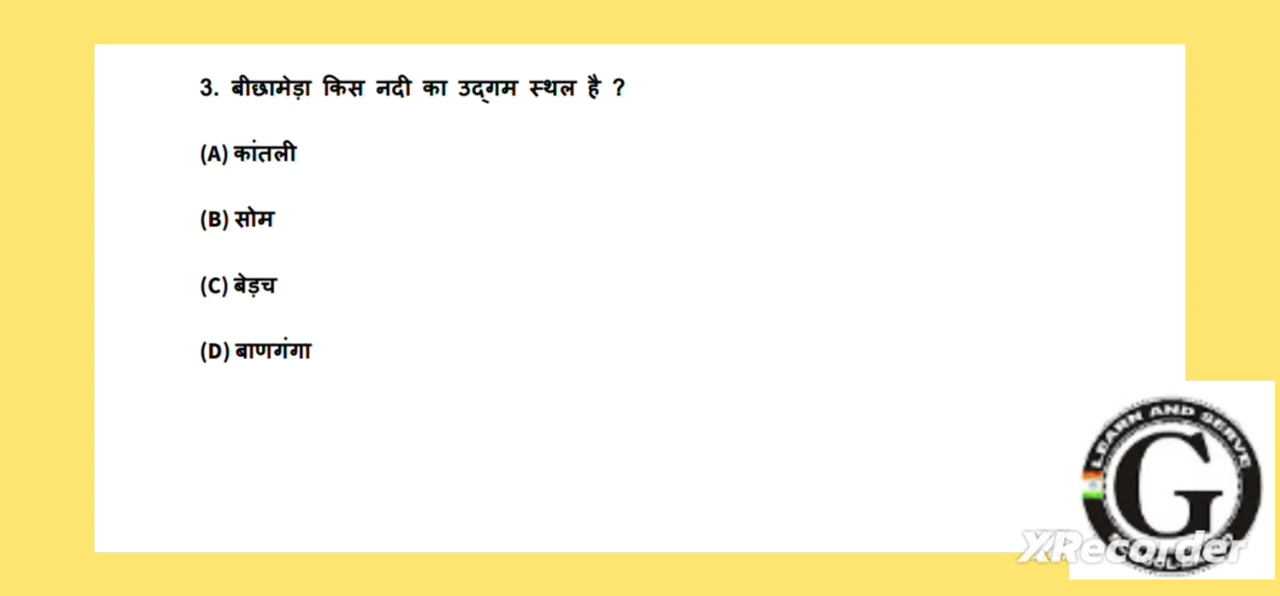 3. बीछामेड़ा किस नदी का उद्गम स्थल है ?
(A) कांतली
(B) सोम
(C) बेड़च
(D) बाणगंगा
LEARN AND SERVE
G
XRecorder